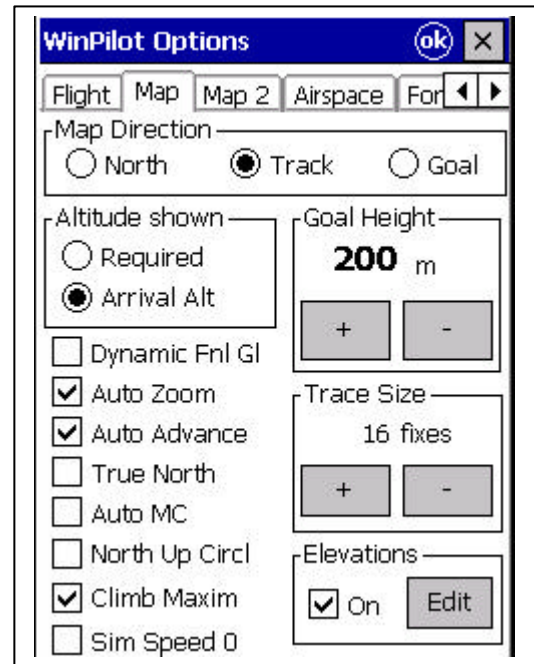 WinPilot Options ok
Flight Map Map 2 Airspace For
Map Direction
North Track Goal
Altitude shown
Required
Arrival Alt
Goal Height
200 m
+ -
Dynamic Fnl Gl
Auto Zoom
Auto Advance
True North
Auto MC
North Up Circl
Climb Maxim
Sim Speed 0
Trace Size
16 fixes
+ -
Elevations
On Edit